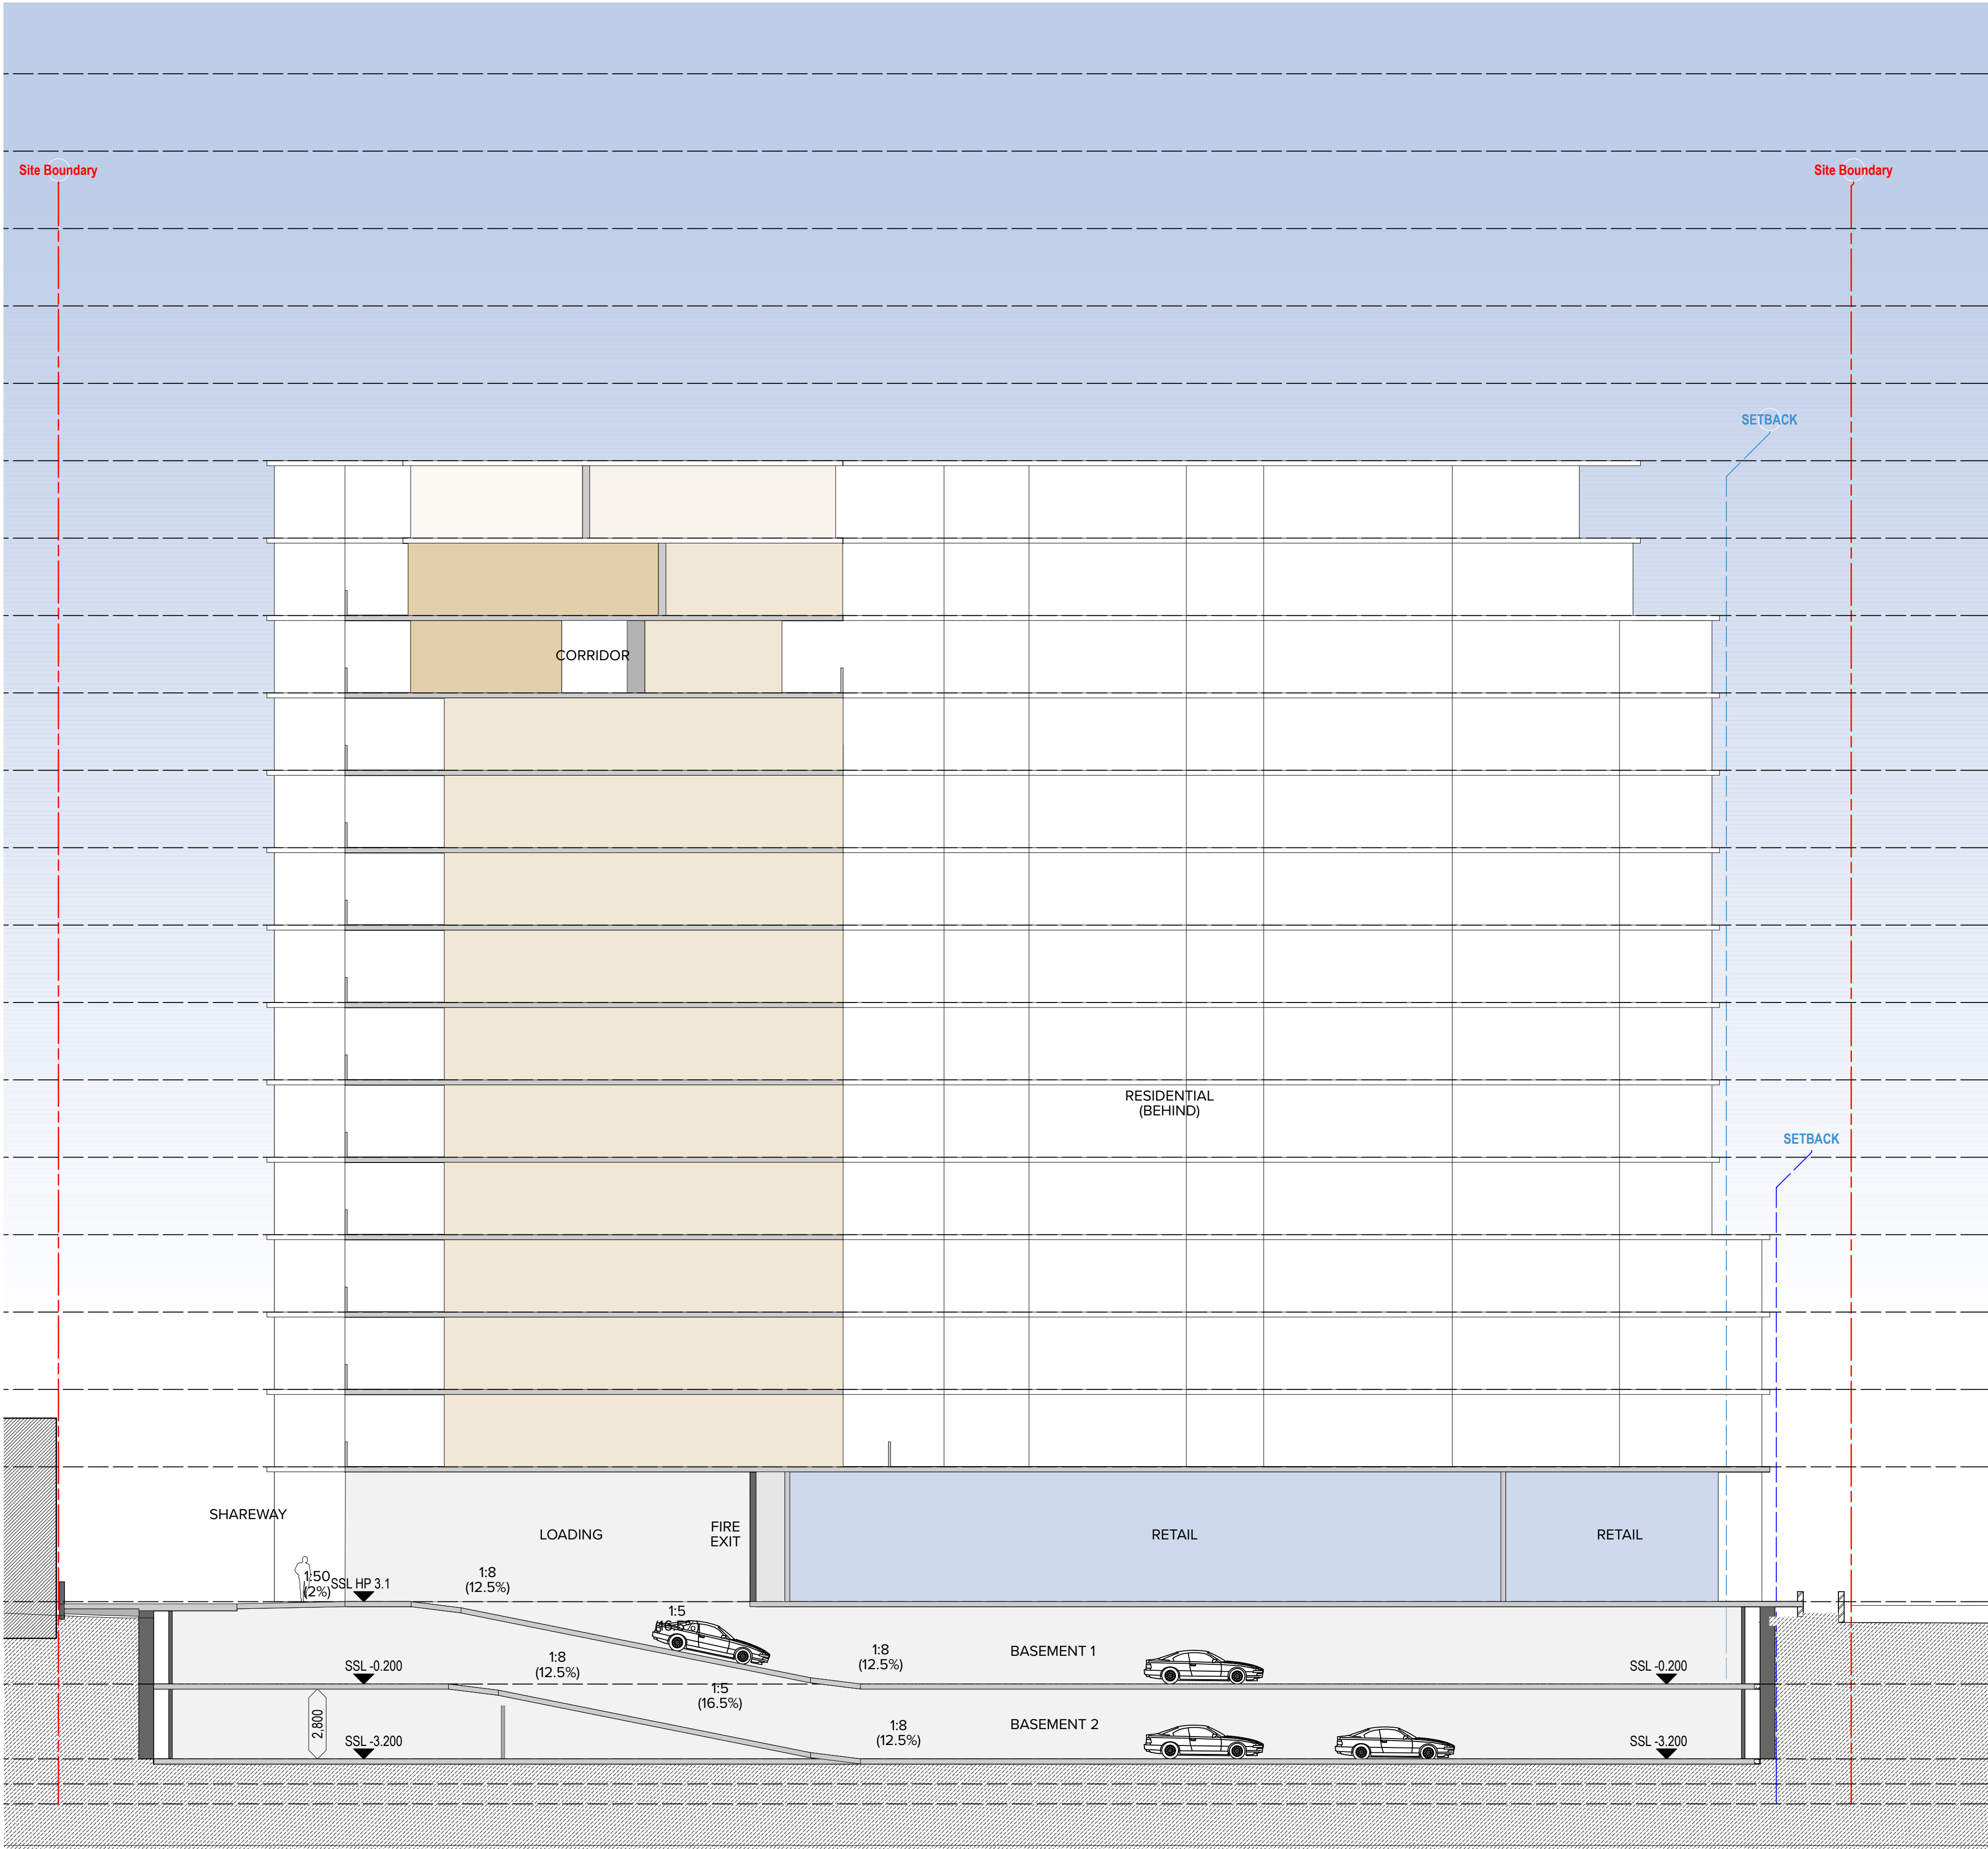 Site Boundary
Site Boundary
SETBACK
CORRIDOR
RESIDENTIAL
(BEHIND)
SETBACK
SHAREWAY
LOADING
FIRE
EXIT
RETAIL
RETAIL
1:50
(2%)
SSL HP 3.1
1:8
(12.5%)
1:5
(16.5%)
1:8
(12.5%)
1:8
(12.5%)
BASEMENT 1
SSL -0.200
SSL -0.200
1:5
(16.5%)
2,800
1:8
(12.5%)
BASEMENT 2
SSL -3.200
SSL -3.200